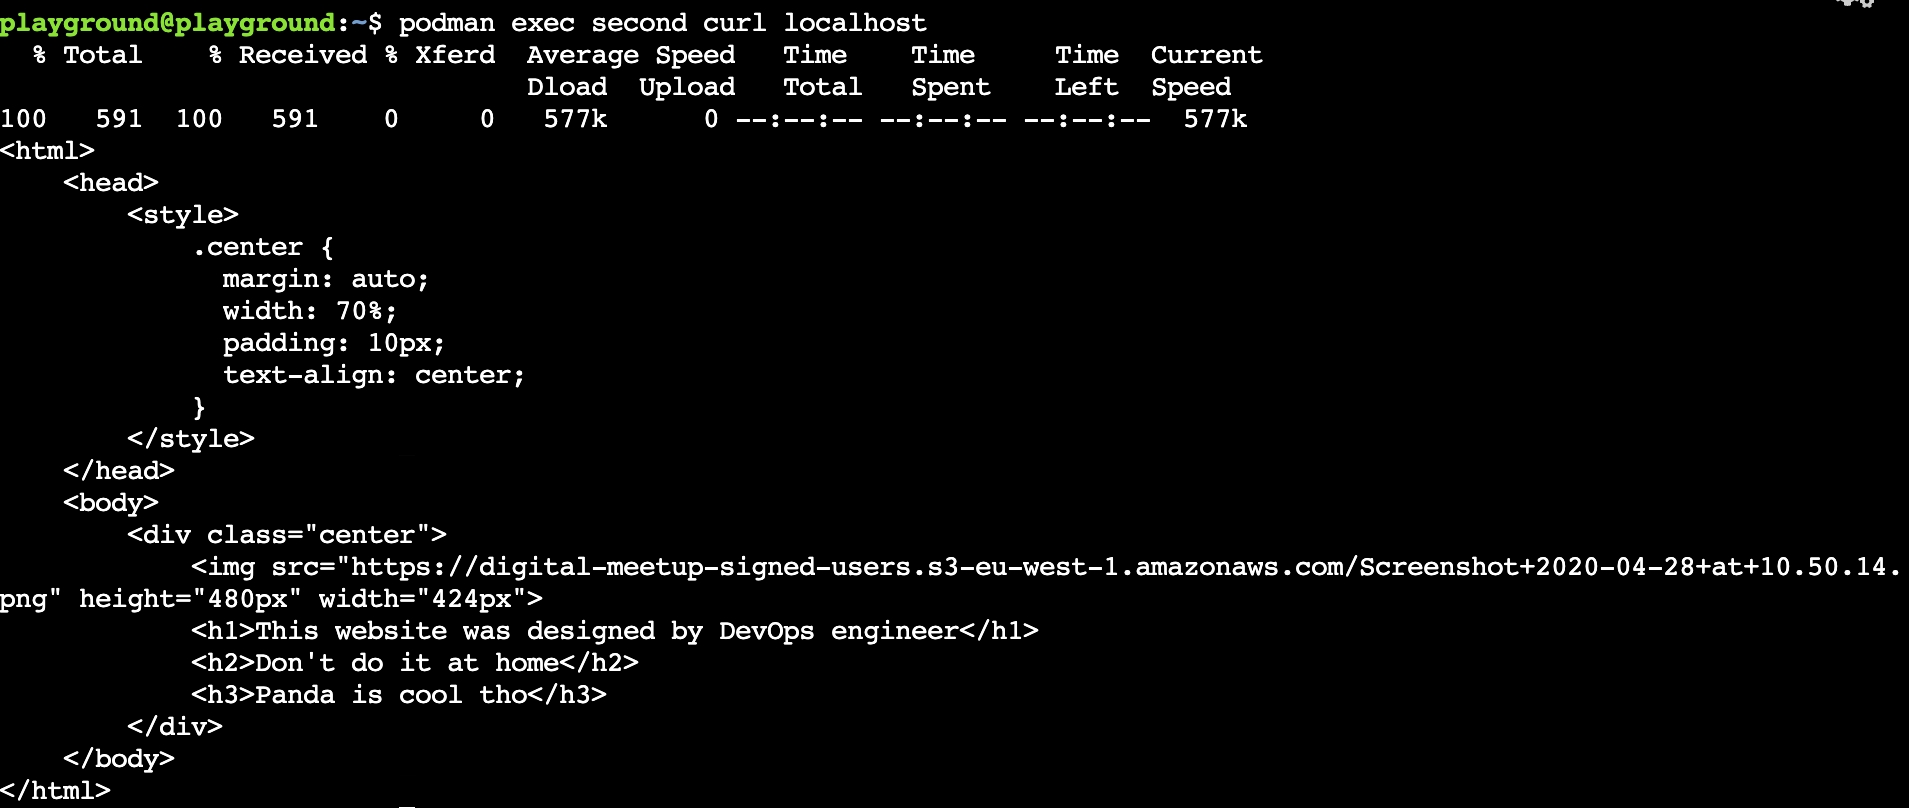 playground@playground:~$ podman exec second curl localhost
  % Total    % Received % Xferd  Average Speed   Time    Time     Time  Current
                                 Dload  Upload   Total   Spent    Left  Speed
100   591  100   591    0     0   577k      0 --:--:-- --:--:-- --:--:--  577k
<html>
    <head>
        <style>
            .center {
              margin: auto;
              width: 70%;
              padding: 10px;
              text-align: center;
            }
        </style>
    </head>
    <body>
        <div class="center">
            <img src="https://digital-meetup-signed-users.s3-eu-west-1.amazonaws.com/Screenshot+2020-04-28+at+10.50.14.
png" height="480px" width="424px">
            <h1>This website was designed by DevOps engineer</h1>
            <h2>Don't do it at home</h2>
            <h3>Panda is cool tho</h3>
        </div>
    </body>
</html>